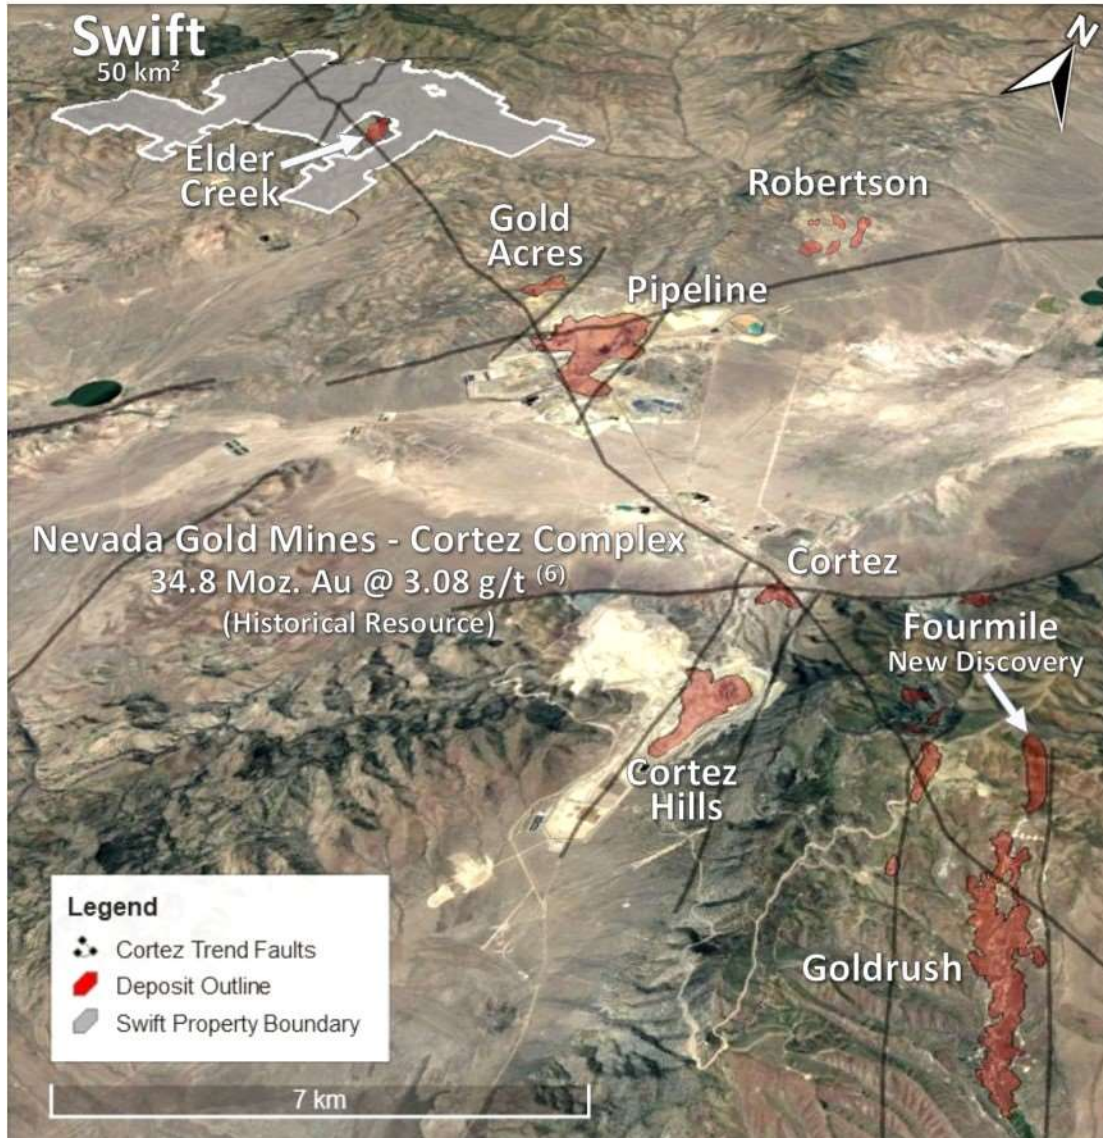 Swift
50 km²
N
Elder
Creek
Robertson
Gold
Acres
Pipeline
Nevada Gold Mines - Cortez Complex
34.8 Moz. Au @ 3.08 g/t (6)
(Historical Resource)
Cortez
Fourmile
New Discovery
Cortez
Hills
Goldrush
Legend
Cortez Trend Faults
Deposit Outline
Swift Property Boundary
7 km